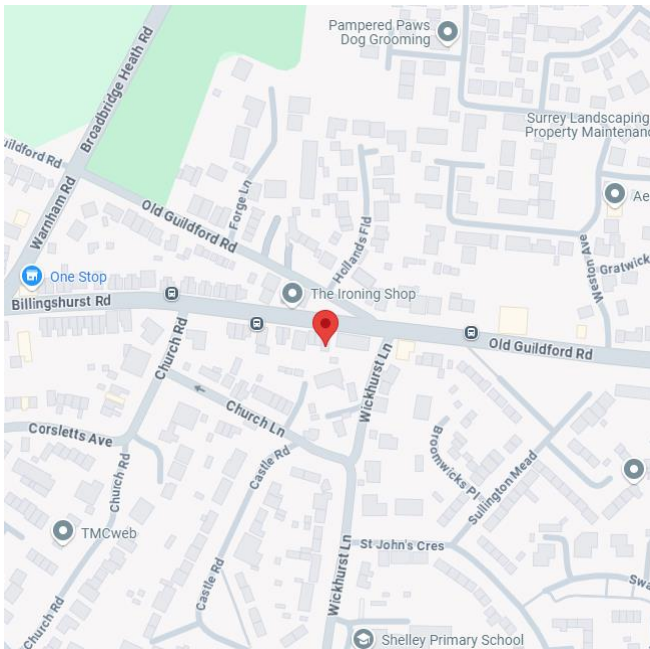 Pampered Paws
Dog Grooming
Broadbridge Heath Rd
Surrey Landscaping
Property Maintenanc
uildford Rd
Warnham Rd
Forge Ln
Old Guildford Rd
Hollands Fld
Ae
Weston Ave
Gratwick
One Stop
Billingshurst Rd
The Ironing Shop
Old Guildford Rd
Church Rd
Wickhurst Ln
Church Ln
Corsletts Ave
Castle Rd
Broomwicks Pl
Sullington Mead
Church Rd
TMCweb
St John's Cres
Wickhurst Ln
Castle Rd
Swa
Church Rd
Shelley Primary School